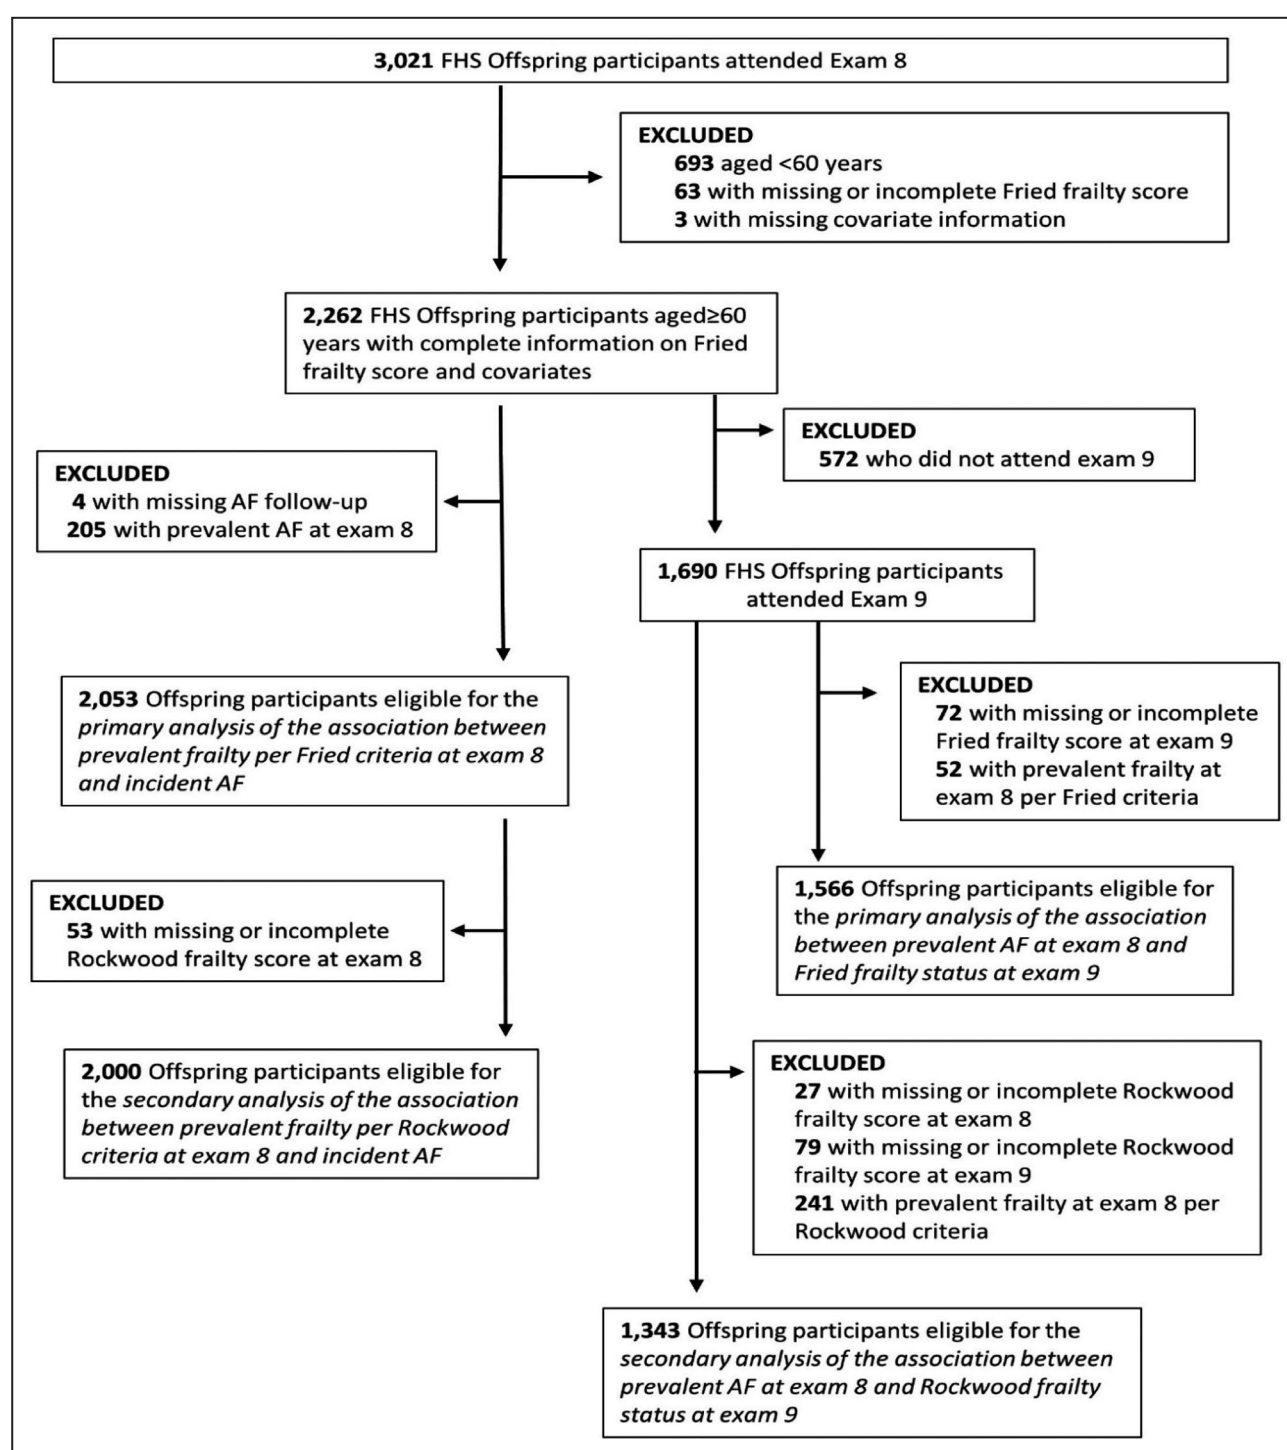 3,021 FHS Offspring participants attended Exam 8
EXCLUDED
693 aged <60 years
63 with missing or incomplete Fried frailty score
3 with missing covariate information
2,262 FHS Offspring participants aged≥60
years with complete information on Fried
frailty score and covariates
EXCLUDED
572 who did not attend exam 9
EXCLUDED
4 with missing AF follow-up
205 with prevalent AF at exam 8
1,690 FHS Offspring participants
attended Exam 9
2,053 Offspring participants eligible for the
primary analysis of the association between
prevalent frailty per Fried criteria at exam 8
and incident AF
EXCLUDED
72 with missing or incomplete
Fried frailty score at exam 9
52 with prevalent frailty at
exam 8 per Fried criteria
EXCLUDED
53 with missing or incomplete
Rockwood frailty score at exam 8
1,566 Offspring participants eligible for
the primary analysis of the association
between prevalent AF at exam 8 and
Fried frailty status at exam 9
2,000 Offspring participants eligible for
the secondary analysis of the association
between prevalent frailty per Rockwood
criteria at exam 8 and incident AF
EXCLUDED
27 with missing or incomplete Rockwood
frailty score at exam 8
79 with missing or incomplete Rockwood
frailty score at exam 9
241 with prevalent frailty at exam 8 per
Rockwood criteria
1,343 Offspring participants eligible for the
secondary analysis of the association between
prevalent AF at exam 8 and Rockwood frailty
status at exam 9